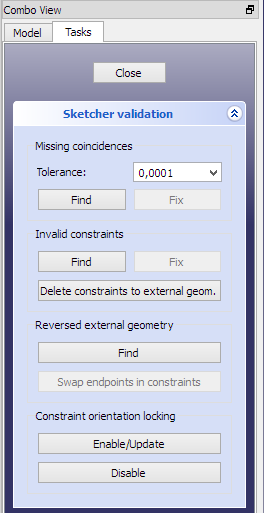 Combo View
Model Tasks
Close
Sketcher validation
Missing coincidences
Tolerance: 0,0001
Find Fix
Invalid constraints
Find Fix
Delete constraints to external geom.
Reversed external geometry
Find
Swap endpoints in constraints
Constraint orientation locking
Enable/Update
Disable